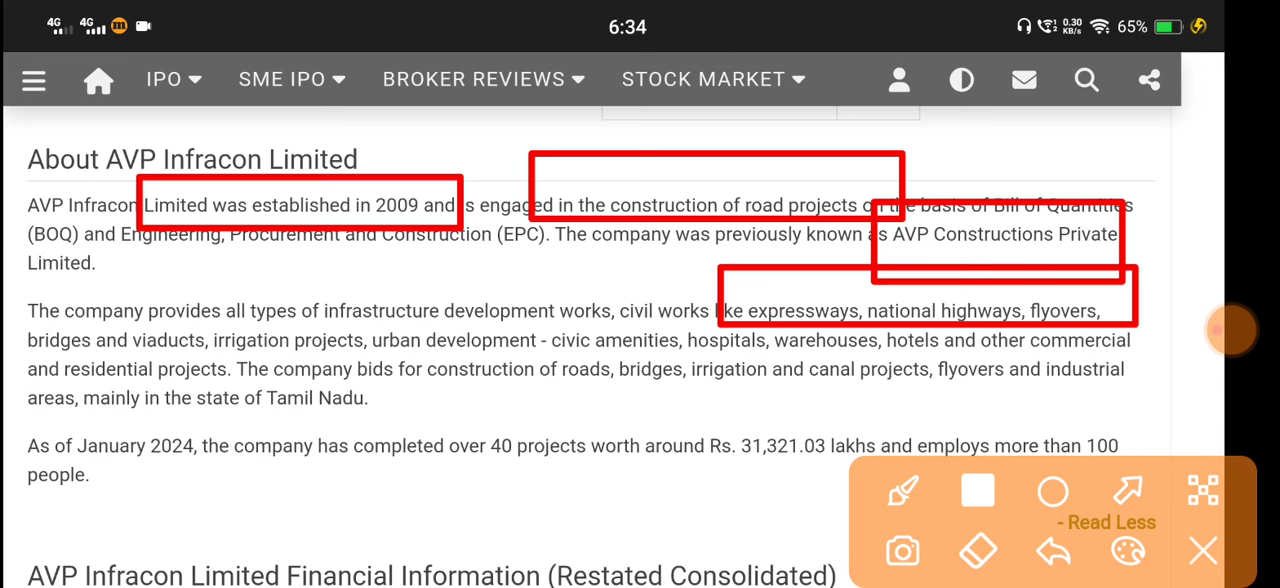 4G 4G m 6:34 2 0.30 KB/s 65%
IPO SME IPO BROKER REVIEWS STOCK MARKET
About AVP Infracon Limited
AVP Infracon Limited was established in 2009 and is engaged in the construction of road projects on the basis of Bill of Quantities
(BOQ) and Engineering, Procurement and Construction (EPC). The company was previously known as AVP Constructions Private
Limited.
The company provides all types of infrastructure development works, civil works like expressways, national highways, flyovers,
bridges and viaducts, irrigation projects, urban development - civic amenities, hospitals, warehouses, hotels and other commercial
and residential projects. The company bids for construction of roads, bridges, irrigation and canal projects, flyovers and industrial
areas, mainly in the state of Tamil Nadu.
As of January 2024, the company has completed over 40 projects worth around Rs. 31,321.03 lakhs and employs more than 100
people.
- Read Less
AVP Infracon Limited Financial Information (Restated Consolidated)